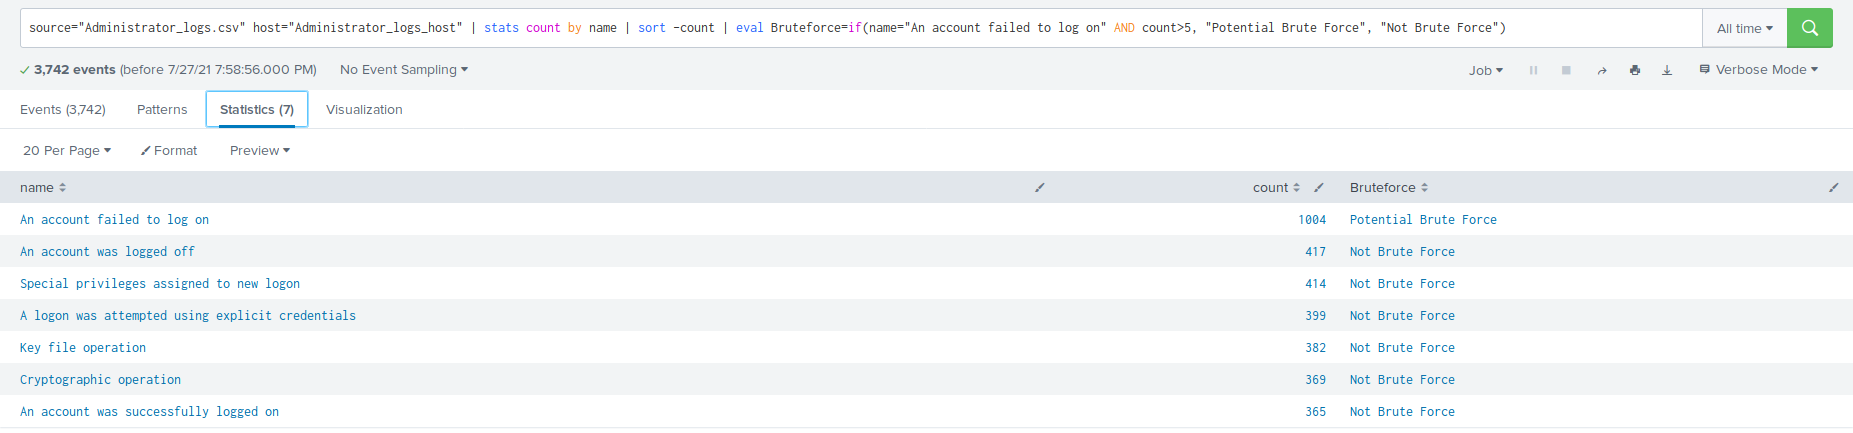 source="Administrator_logs.csv" host="Administrator_logs_host" | stats count by name | sort -count | eval Bruteforce=if(name="An account failed to log on" AND count>5, "Potential Brute Force", "Not Brute Force") All time
3,742 events (before 7/27/21 7:58:56.000 PM) No Event Sampling Job Verbose Mode
Events (3,742) Patterns Statistics (7) Visualization
20 Per Page Format Preview
name count Bruteforce
An account failed to log on 1004 Potential Brute Force
An account was logged off 417 Not Brute Force
Special privileges assigned to new logon 414 Not Brute Force
A logon was attempted using explicit credentials 399 Not Brute Force
Key file operation 382 Not Brute Force
Cryptographic operation 369 Not Brute Force
An account was successfully logged on 365 Not Brute Force